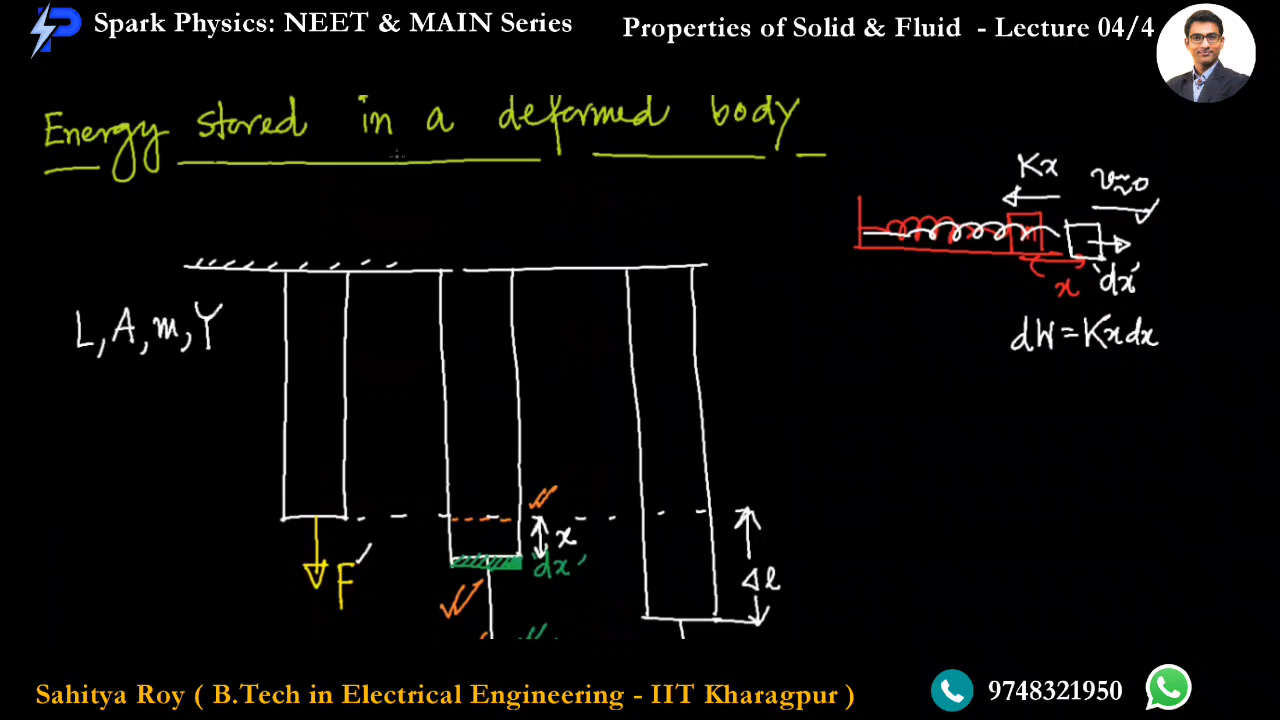 Spark Physics: NEET & MAIN Series
Properties of Solid & Fluid - Lecture 04/4
Energy stored in a deformed body
Kx
v≈0
x
'dx'
dW = Kxdx
L, A, m, Y
x
'dx'
F
Δl
Sahitya Roy ( B.Tech in Electrical Engineering - IIT Kharagpur )
9748321950